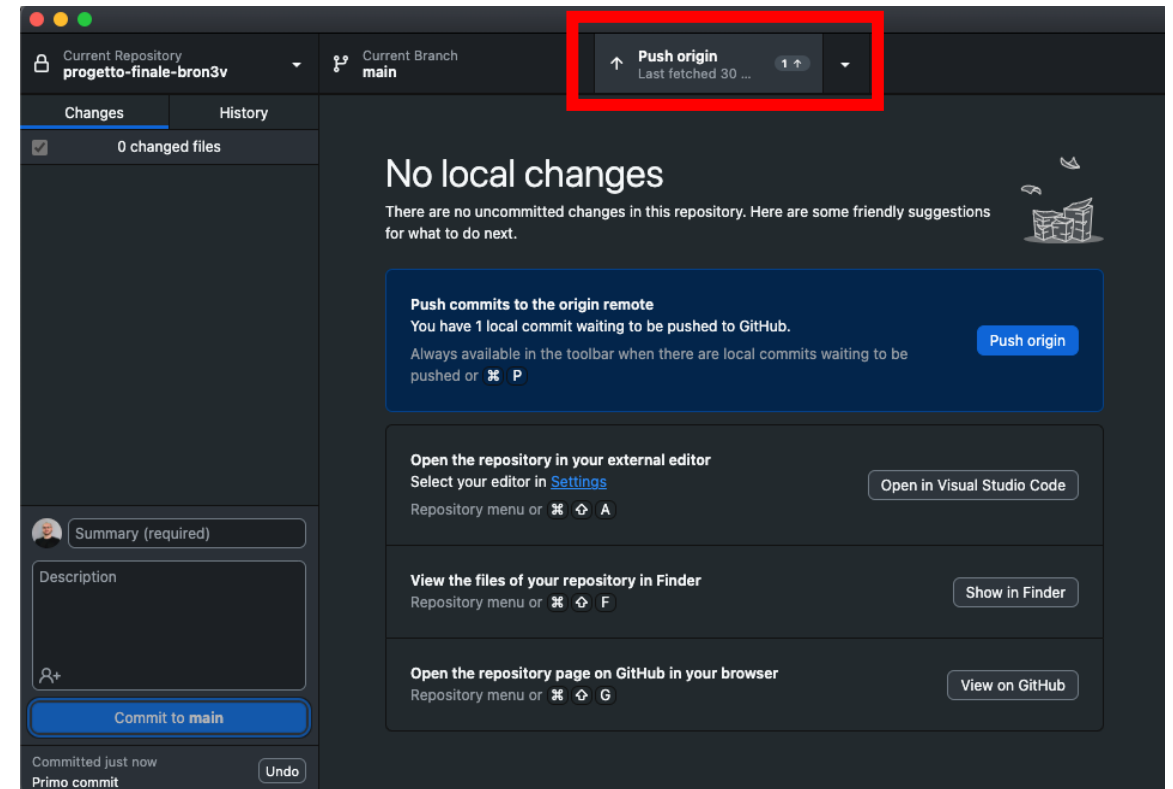 Current Repository
progetto-finale-bron3v
Current Branch
main
Push origin
Last fetched 30 ...
1 ↑
Changes
History
0 changed files
No local changes
There are no uncommitted changes in this repository. Here are some friendly suggestions
for what to do next.
Push commits to the origin remote
You have 1 local commit waiting to be pushed to GitHub.
Always available in the toolbar when there are local commits waiting to be
pushed or ⌘ P
Push origin
Open the repository in your external editor
Select your editor in Settings
Repository menu or ⌘ ⇧ A
Open in Visual Studio Code
View the files of your repository in Finder
Repository menu or ⌘ ⇧ F
Show in Finder
Open the repository page on GitHub in your browser
Repository menu or ⌘ ⇧ G
View on GitHub
Summary (required)
Description
Commit to main
Committed just now
Primo commit
Undo